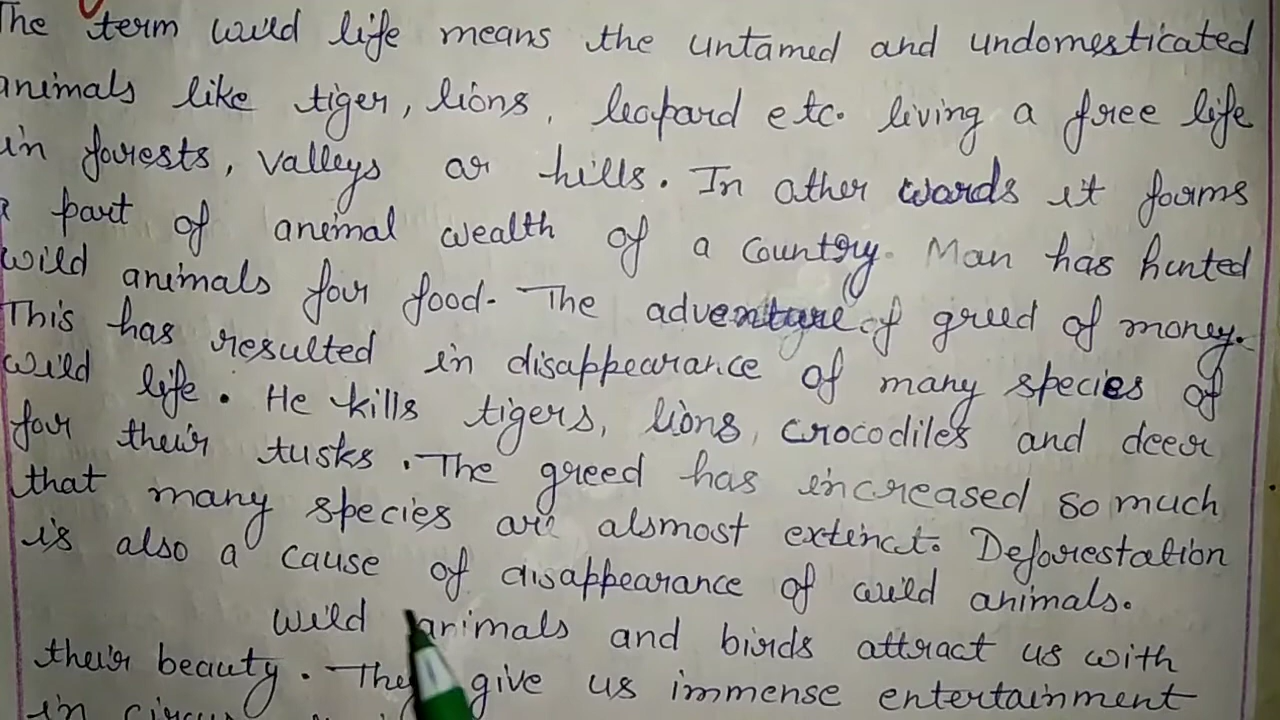 The term wild life means the untamed and undomesticated
animals like tiger, lions, leopard etc. living a free life
in forests, valleys or hills. In other words it forms
a part of animal wealth of a country. Man has hunted
wild animals for food. The adventure of greed of money.
This has resulted in disappearance of many species of
wild life. He kills tigers, lions, crocodiles and deer
for their tusks. The greed has increased so much
that many species are alsmost extinct. Deforestation
is also a cause of disappearance of wild animals.
Wild animals and birds attract us with
their beauty. They give us immense entertainment
in circus